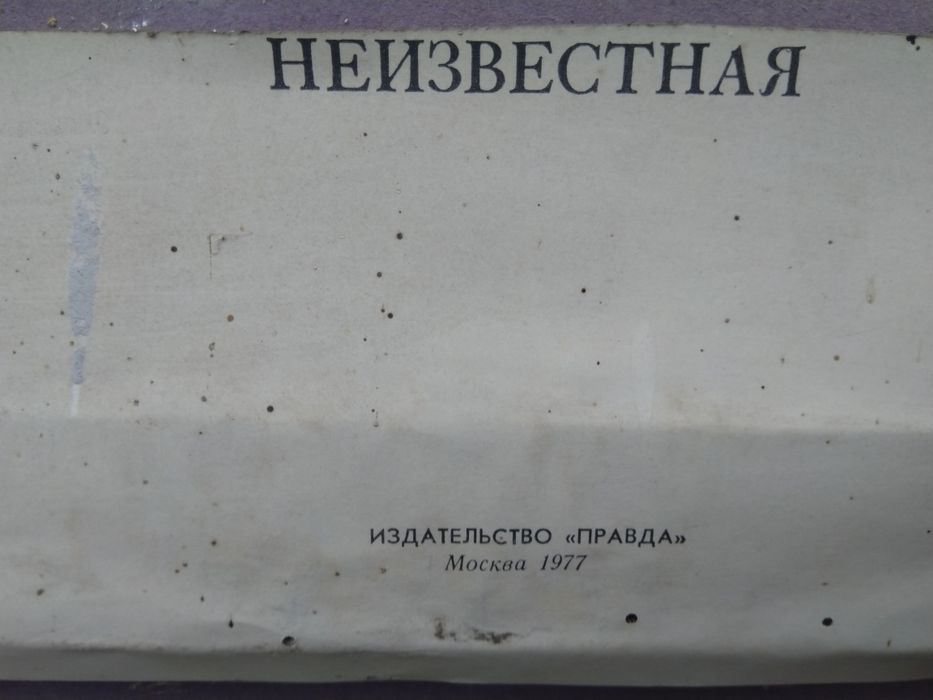 НЕИЗВЕСТНАЯ
ИЗДАТЕЛЬСТВО «ПРАВДА»
Москва 1977